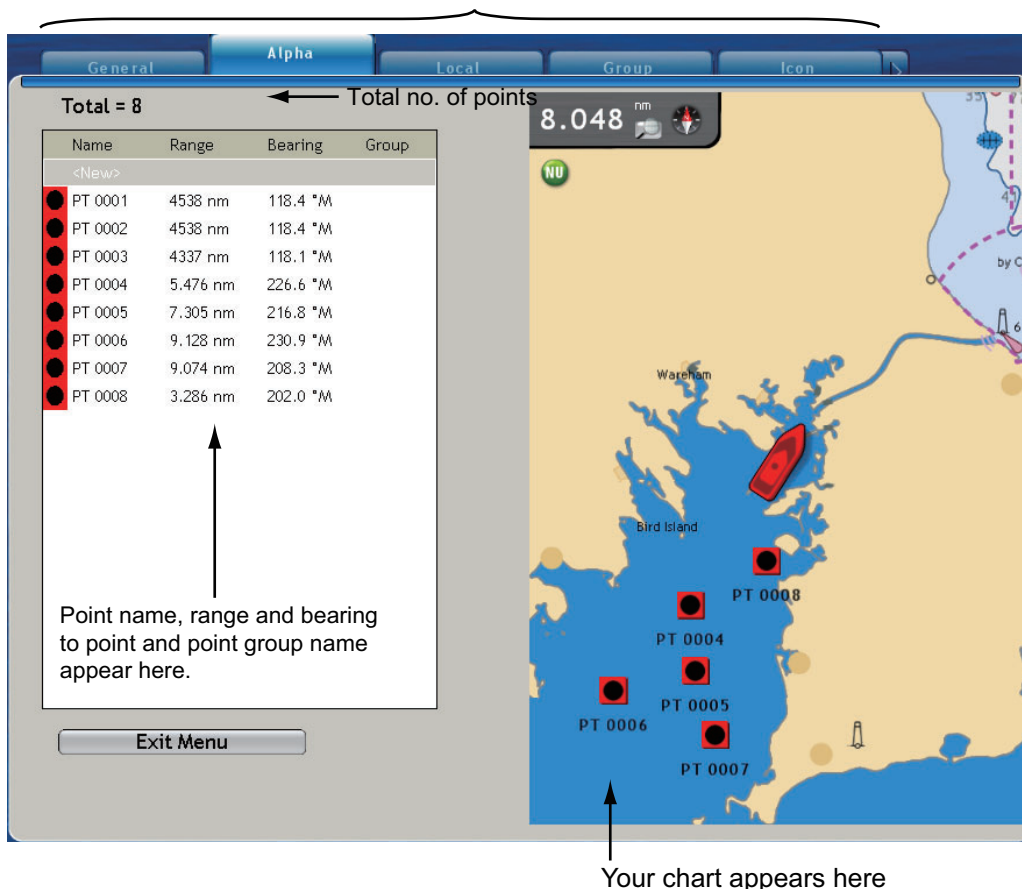 General
Alpha
Local
Group
Icon
Total = 8
Total no. of points
8.048 nm
NU
Name Range Bearing Group
<New>
PT 0001 4538 nm 118.4 °M
PT 0002 4538 nm 118.4 °M
PT 0003 4337 nm 118.1 °M
PT 0004 5.476 nm 226.6 °M
PT 0005 7.305 nm 216.8 °M
PT 0006 9.128 nm 230.9 °M
PT 0007 9.074 nm 208.3 °M
PT 0008 3.286 nm 202.0 °M
Point name, range and bearing
to point and point group name
appear here.
Exit Menu
by C
6
Wareham
Bird Island
PT 0008
PT 0004
PT 0005
PT 0006
PT 0007
Your chart appears here